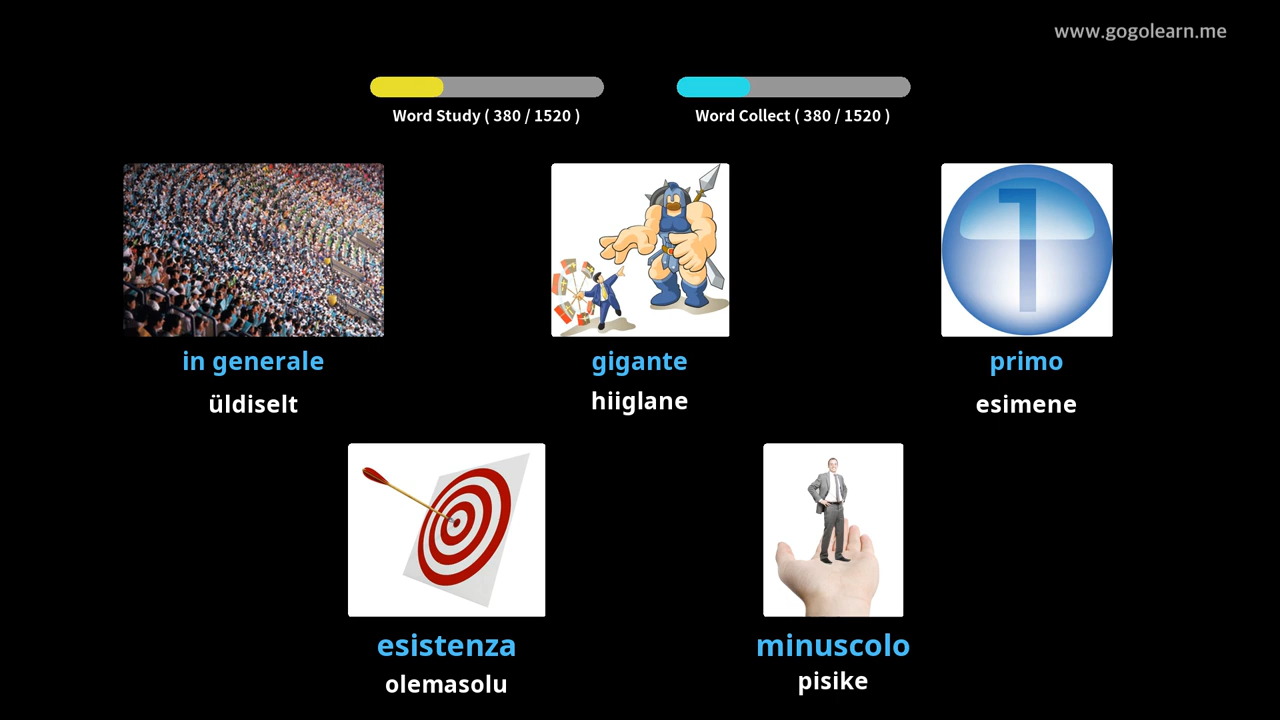 www.gogolearn.me
Word Study ( 380 / 1520 )
Word Collect ( 380 / 1520 )
1
in generale
gigante
primo
üldiselt
hiiglane
esimene
esistenza
minuscolo
olemasolu
pisike